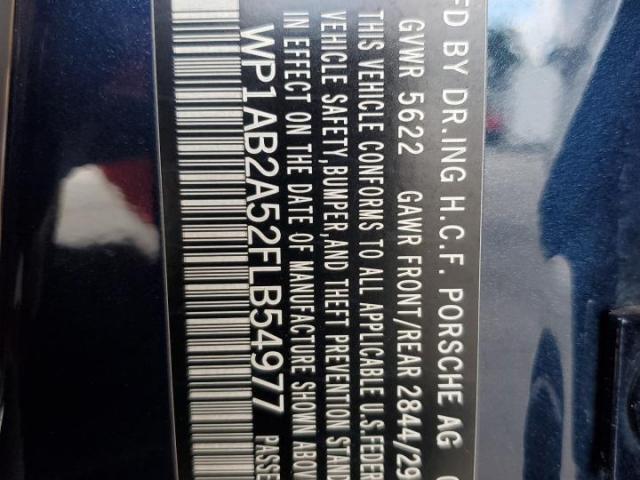 FD BY DR.ING H.C.F. PORSCHE AG
GVWR 5622 GAWR FRONT/REAR 2844/29
THIS VEHICLE CONFORMS TO ALL APPLICABLE U.S.FEDER
VEHICLE SAFETY,BUMPER,AND THEFT PREVENTION STAND
IN EFFECT ON THE DATE OF MANUFACTURE SHOWN ABOV
WP1AB2A52FLB54977 PASSE